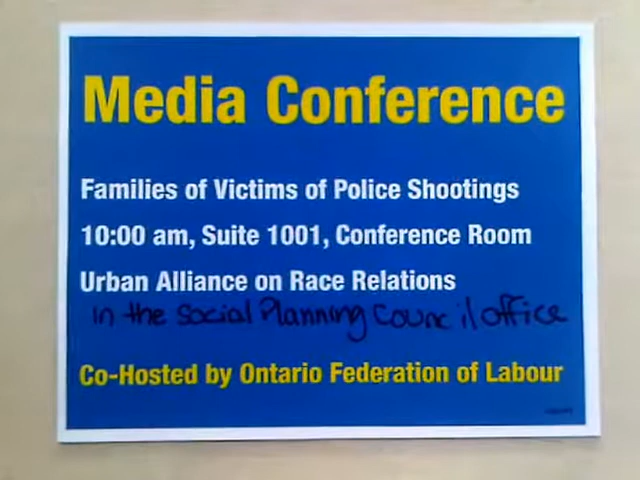 Media Conference
Families of Victims of Police Shootings
10:00 am, Suite 1001, Conference Room
Urban Alliance on Race Relations
in the Social Planning Council office
Co-Hosted by Ontario Federation of Labour